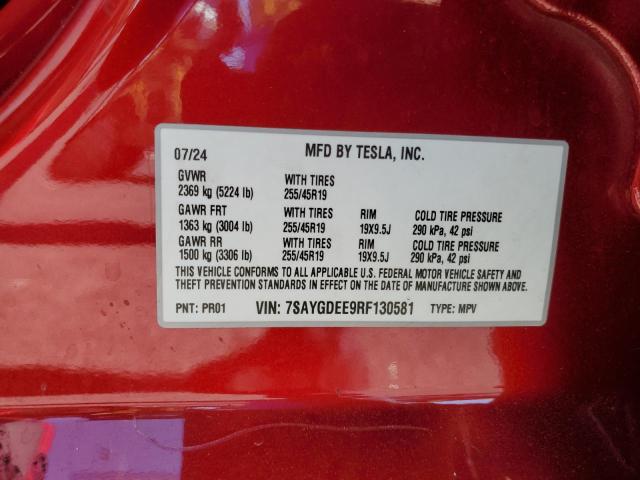 07/24 MFD BY TESLA, INC.
GVWR WITH TIRES
2369 kg (5224 lb) 255/45R19
GAWR FRT WITH TIRES RIM COLD TIRE PRESSURE
1363 kg (3004 lb) 255/45R19 19X9.5J 290 kPa, 42 psi
GAWR RR WITH TIRES RIM COLD TIRE PRESSURE
1500 kg (3306 lb) 255/45R19 19X9.5J 290 kPa, 42 psi
THIS VEHICLE CONFORMS TO ALL APPLICABLE U.S. FEDERAL MOTOR VEHICLE SAFETY AND
THEFT PREVENTION STANDARDS IN EFFECT ON THE DATE OF MANUFACTURE SHOWN ABOVE.
PNT: PR01 VIN: 7SAYGDEE9RF130581 TYPE: MPV